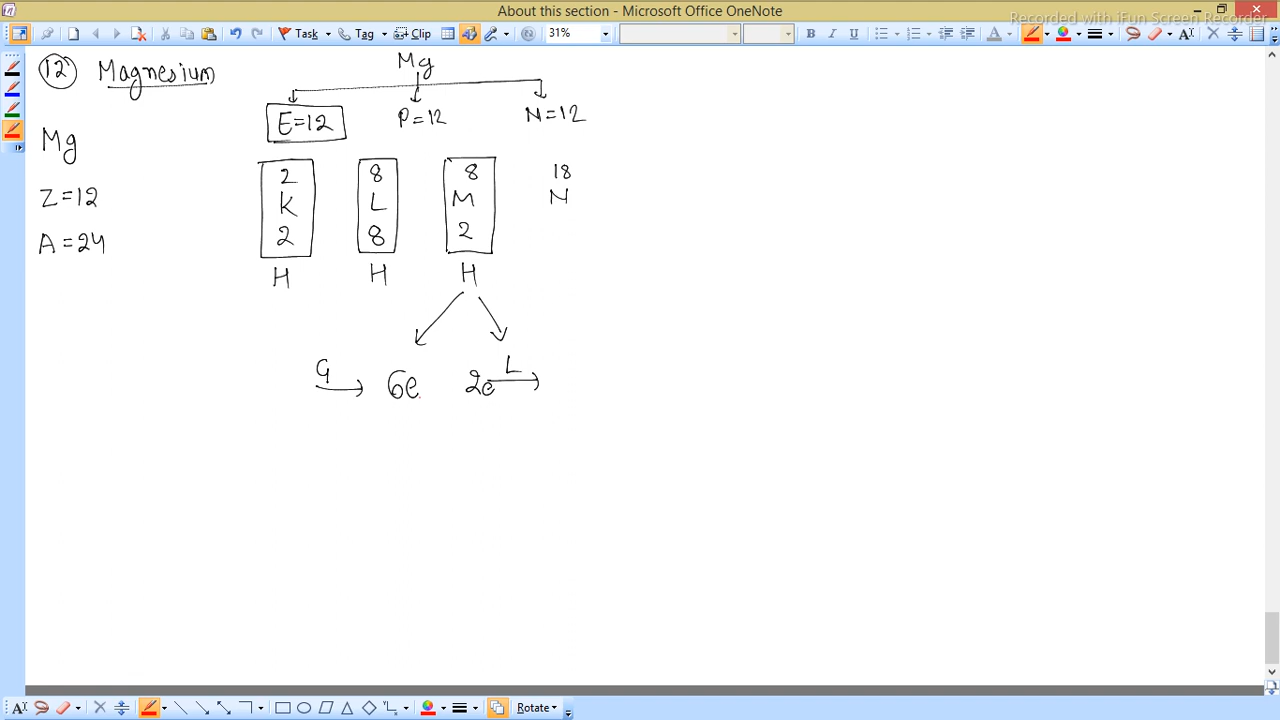 About this section - Microsoft Office OneNote
Recorded with iFun Screen Recorder
Task Tag Clip 31% B I U A
12 Magnesium
Mg
E=12 P=12 N=12
Mg
Z=12
A=24
2 8 8 18
K L M N
2 8 2
H H H
G L
6e 2e
Rotate